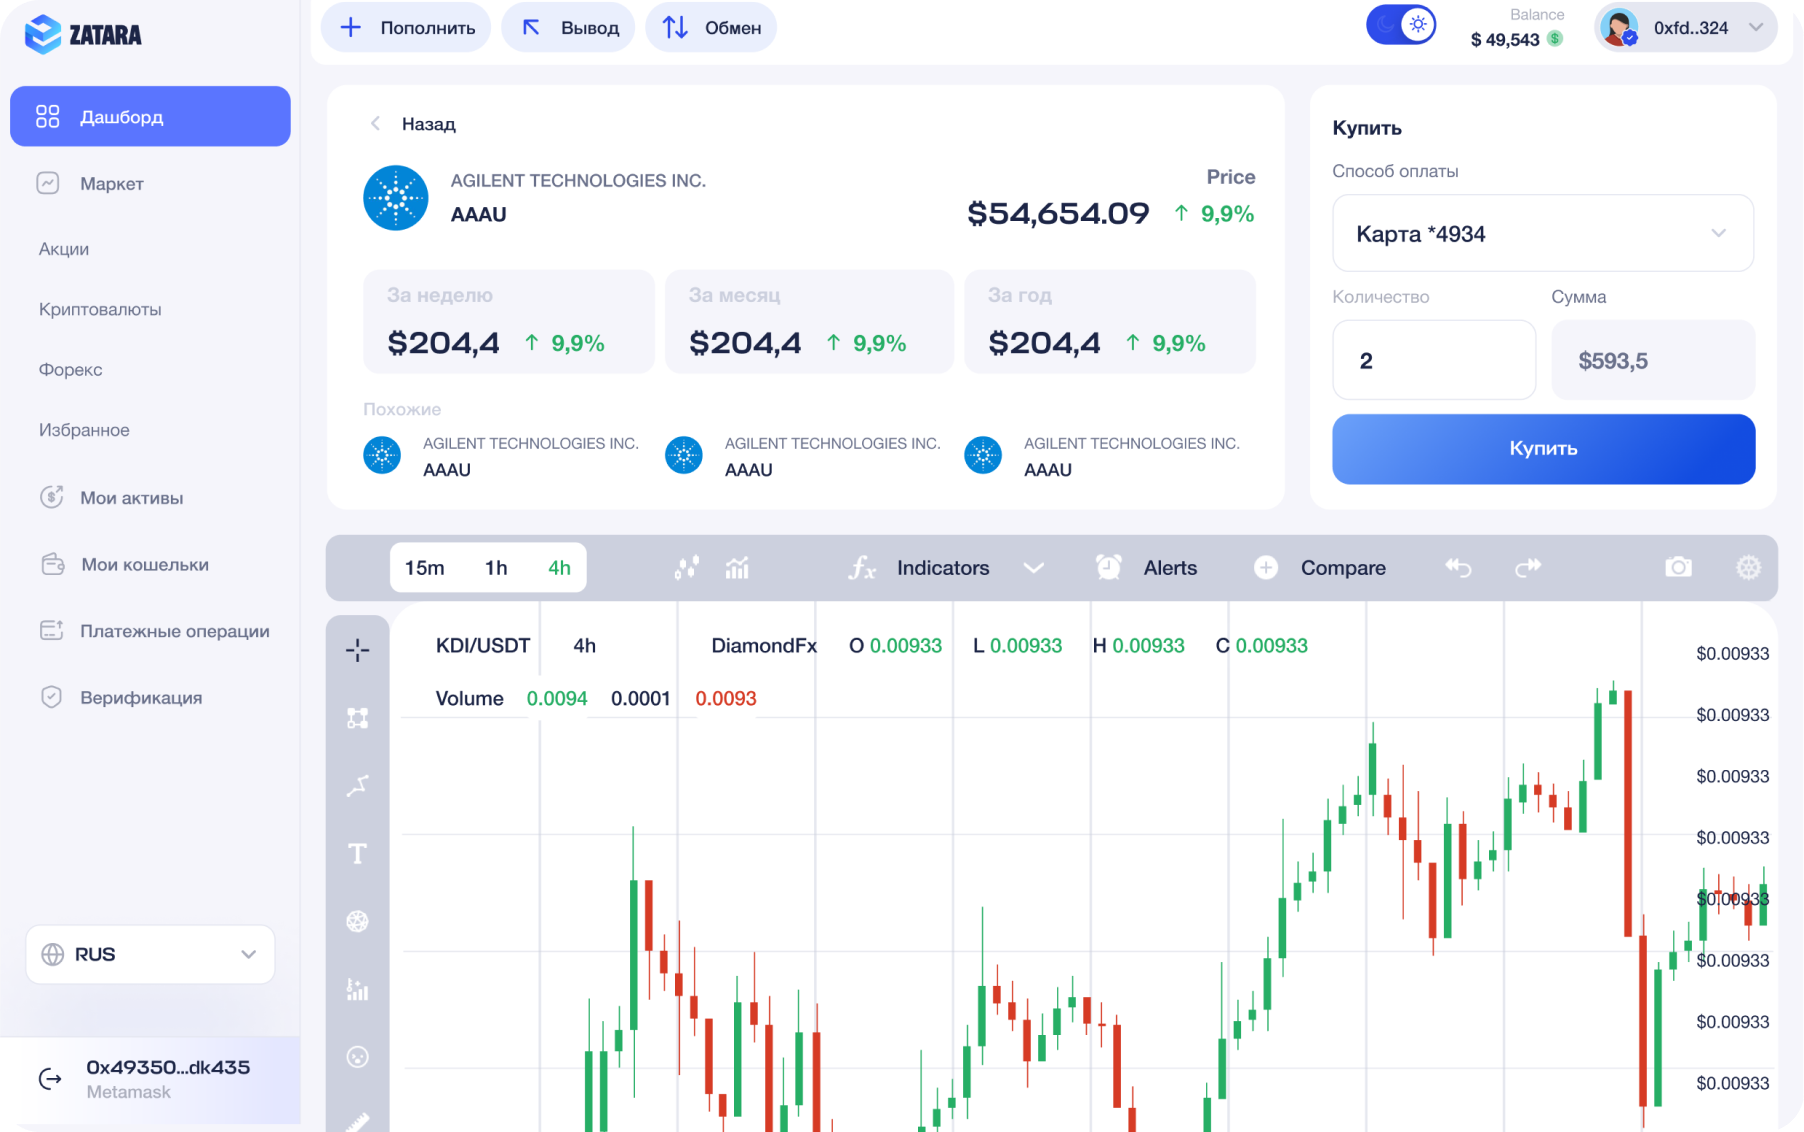 ZATARA
Пополнить
Вывод
Обмен
Balance
$ 49,543
0xfd..324
Дашборд
Маркет
Акции
Криптовалюты
Форекс
Избранное
Мои активы
Мои кошельки
Платежные операции
Верификация
RUS
0x49350...dk435
Metamask
Назад
AGILENT TECHNOLOGIES INC.
AAAU
Price
$54,654.09 9,9%
За неделю
$204,4 9,9%
За месяц
$204,4 9,9%
За год
$204,4 9,9%
Похожие
AGILENT TECHNOLOGIES INC.
AAAU
AGILENT TECHNOLOGIES INC.
AAAU
AGILENT TECHNOLOGIES INC.
AAAU
Купить
Способ оплаты
Карта *4934
Количество
Сумма
2
$593,5
Купить
15m 1h 4h
fx Indicators
Alerts
Compare
KDI/USDT 4h DiamondFx O 0.00933 L 0.00933 H 0.00933 C 0.00933
Volume 0.0094 0.0001 0.0093
T
$0.00933
$0.00933
$0.00933
$0.00933
$0.00933
$0.00933
$0.00933
$0.00933